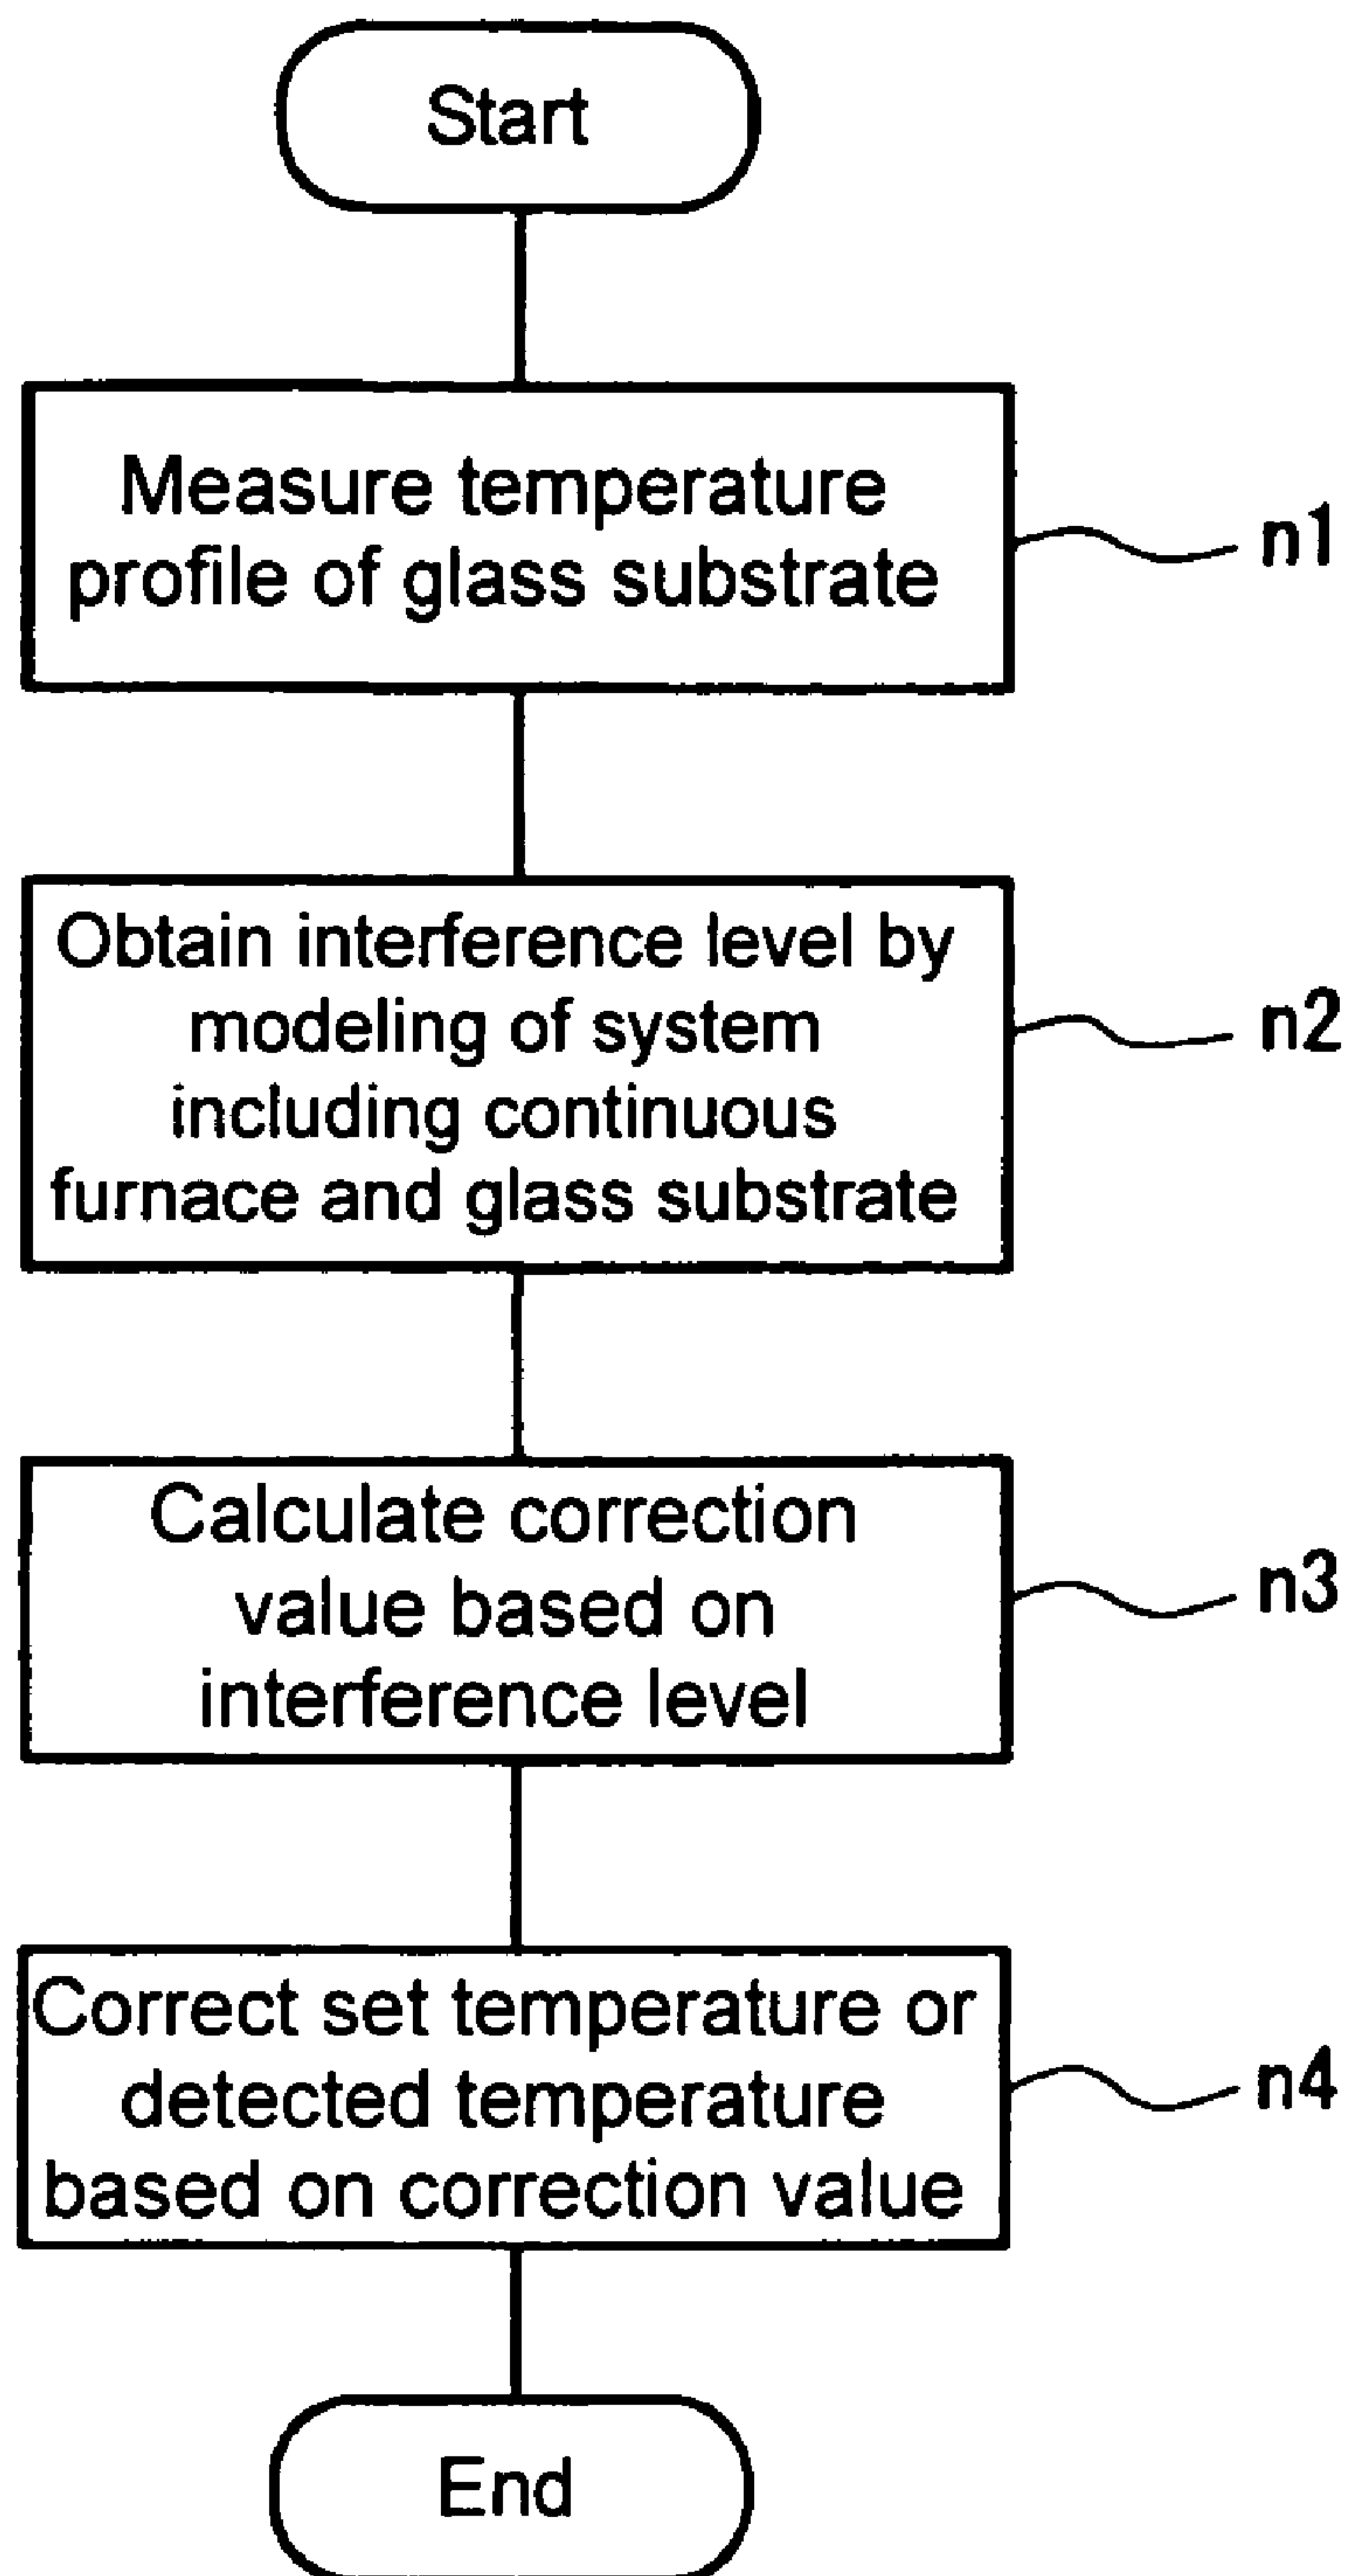 Start
Measure temperature
profile of glass substrate
n1
Obtain interference level by
modeling of system
including continuous
furnace and glass substrate
n2
Calculate correction
value based on
interference level
n3
Correct set temperature or
detected temperature
based on correction value
n4
End